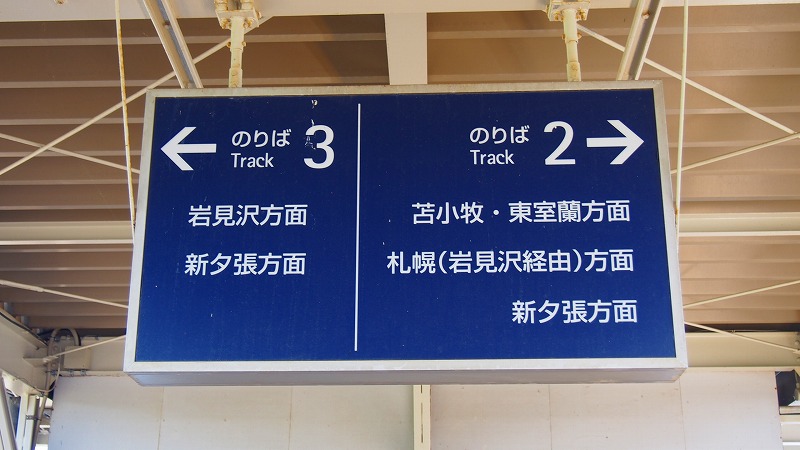 ← のりば 3
Track
岩見沢方面
新夕張方面
のりば 2 →
Track
苫小牧・東室蘭方面
札幌(岩見沢経由)方面
新夕張方面